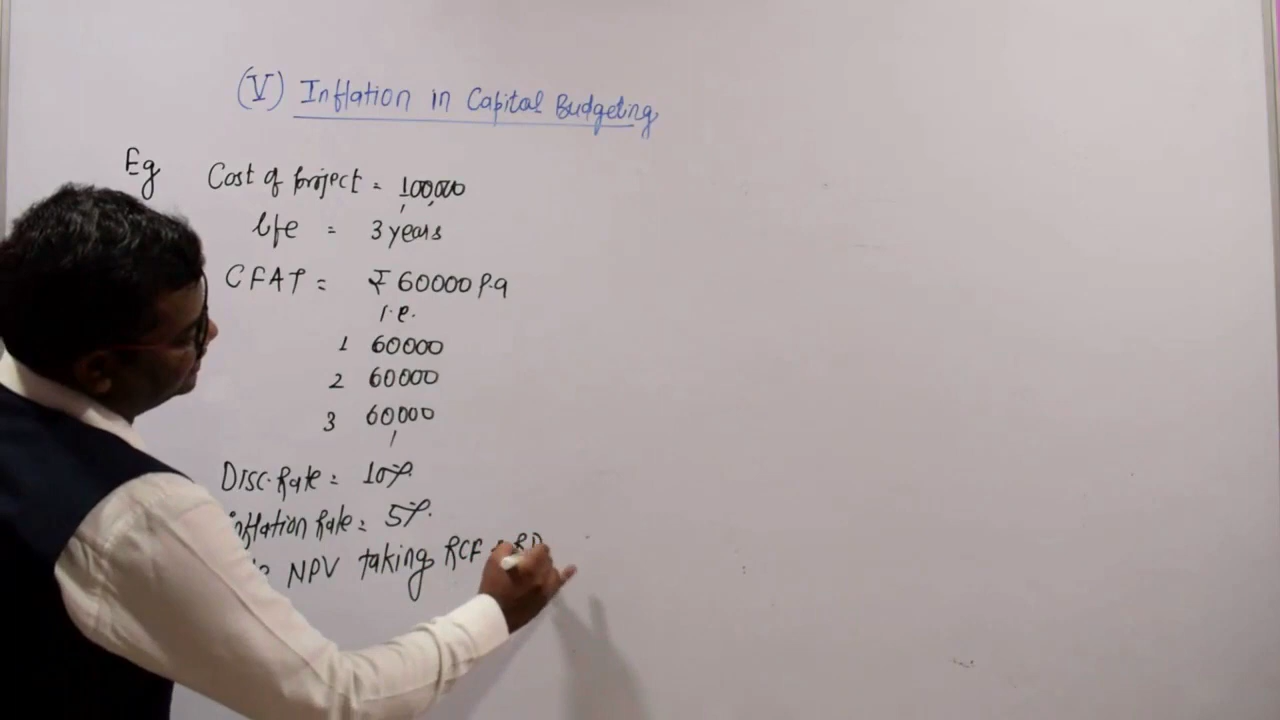 (V) Inflation in Capital Budgeting
Eg Cost of project = 100,000
life = 3 years
CFAT = ₹ 60000 P.a
i.e.
1 60000
2 60000
3 60000
Disc. Rate = 10%.
Inflation Rate = 5%.
NPV taking RCF